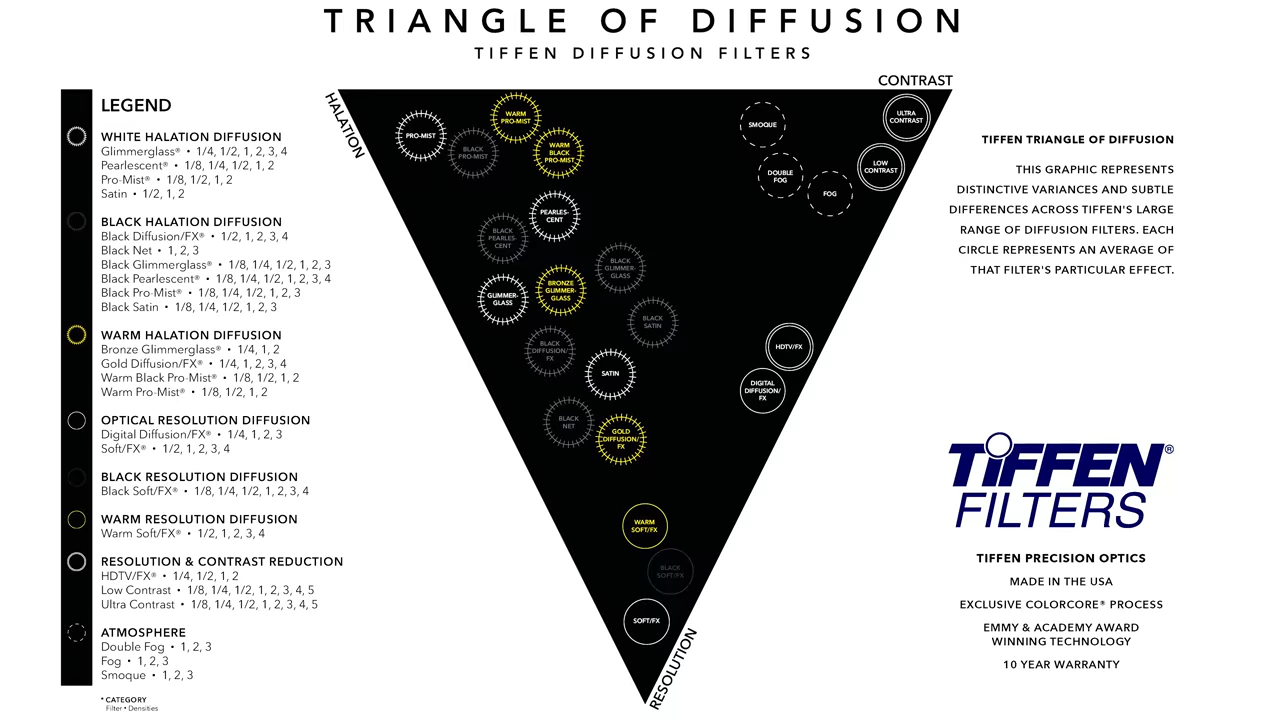 TRIANGLE OF DIFFUSION
TIFFEN DIFFUSION FILTERS
LEGEND
WHITE HALATION DIFFUSION
Glimmerglass® • 1/4, 1/2, 1, 2, 3, 4
Pearlescent® • 1/8, 1/4, 1/2, 1, 2
Pro-Mist® • 1/8, 1/2, 1, 2
Satin • 1/2, 1, 2
BLACK HALATION DIFFUSION
Black Diffusion/FX® • 1/2, 1, 2, 3, 4
Black Net • 1, 2, 3
Black Glimmerglass® • 1/8, 1/4, 1/2, 1, 2, 3
Black Pearlescent® • 1/8, 1/4, 1/2, 1, 2, 3, 4
Black Pro-Mist® • 1/8, 1/4, 1/2, 1, 2, 3
Black Satin • 1/8, 1/4, 1/2, 1, 2, 3
WARM HALATION DIFFUSION
Bronze Glimmerglass® • 1/4, 1, 2
Gold Diffusion/FX® • 1/4, 1, 2, 3, 4
Warm Black Pro-Mist® • 1/8, 1/2, 1, 2
Warm Pro-Mist® • 1/8, 1/2, 1, 2
OPTICAL RESOLUTION DIFFUSION
Digital Diffusion/FX® • 1/4, 1, 2, 3
Soft/FX® • 1/2, 1, 2, 3, 4
BLACK RESOLUTION DIFFUSION
Black Soft/FX® • 1/8, 1/4, 1/2, 1, 2, 3, 4
WARM RESOLUTION DIFFUSION
Warm Soft/FX® • 1/2, 1, 2, 3, 4
RESOLUTION & CONTRAST REDUCTION
HDTV/FX® • 1/4, 1/2, 1, 2
Low Contrast • 1/8, 1/4, 1/2, 1, 2, 3, 4, 5
Ultra Contrast • 1/8, 1/4, 1/2, 1, 2, 3, 4, 5
ATMOSPHERE
Double Fog • 1, 2, 3
Fog • 1, 2, 3
Smoque • 1, 2, 3
* CATEGORY
Filter • Densities
HALATION
CONTRAST
RESOLUTION
PRO-MIST
BLACK
PRO-MIST
WARM
PRO-MIST
WARM
BLACK
PRO-MIST
SMOQUE
ULTRA
CONTRAST
LOW
CONTRAST
DOUBLE
FOG
FOG
PEARLES-
CENT
BLACK
PEARLES-
CENT
BLACK
GLIMMER-
GLASS
GLIMMER-
GLASS
BRONZE
GLIMMER-
GLASS
BLACK
SATIN
BLACK
DIFFUSION/
FX
SATIN
HDTV/FX
DIGITAL
DIFFUSION/
FX
BLACK
NET
GOLD
DIFFUSION/
FX
WARM
SOFT/FX
BLACK
SOFT/FX
SOFT/FX
TIFFEN TRIANGLE OF DIFFUSION
THIS GRAPHIC REPRESENTS
DISTINCTIVE VARIANCES AND SUBTLE
DIFFERENCES ACROSS TIFFEN'S LARGE
RANGE OF DIFFUSION FILTERS. EACH
CIRCLE REPRESENTS AN AVERAGE OF
THAT FILTER'S PARTICULAR EFFECT.
TIFFEN®
FILTERS
TIFFEN PRECISION OPTICS
MADE IN THE USA
EXCLUSIVE COLORCORE® PROCESS
EMMY & ACADEMY AWARD
WINNING TECHNOLOGY
10 YEAR WARRANTY